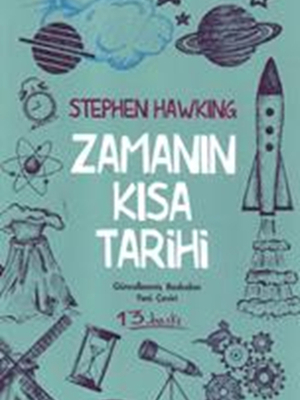 STEPHEN HAWKING
ZAMANIN
KISA
TARİHİ
Güncellenmiş Baskıdan
Yeni Çeviri
13. baskı